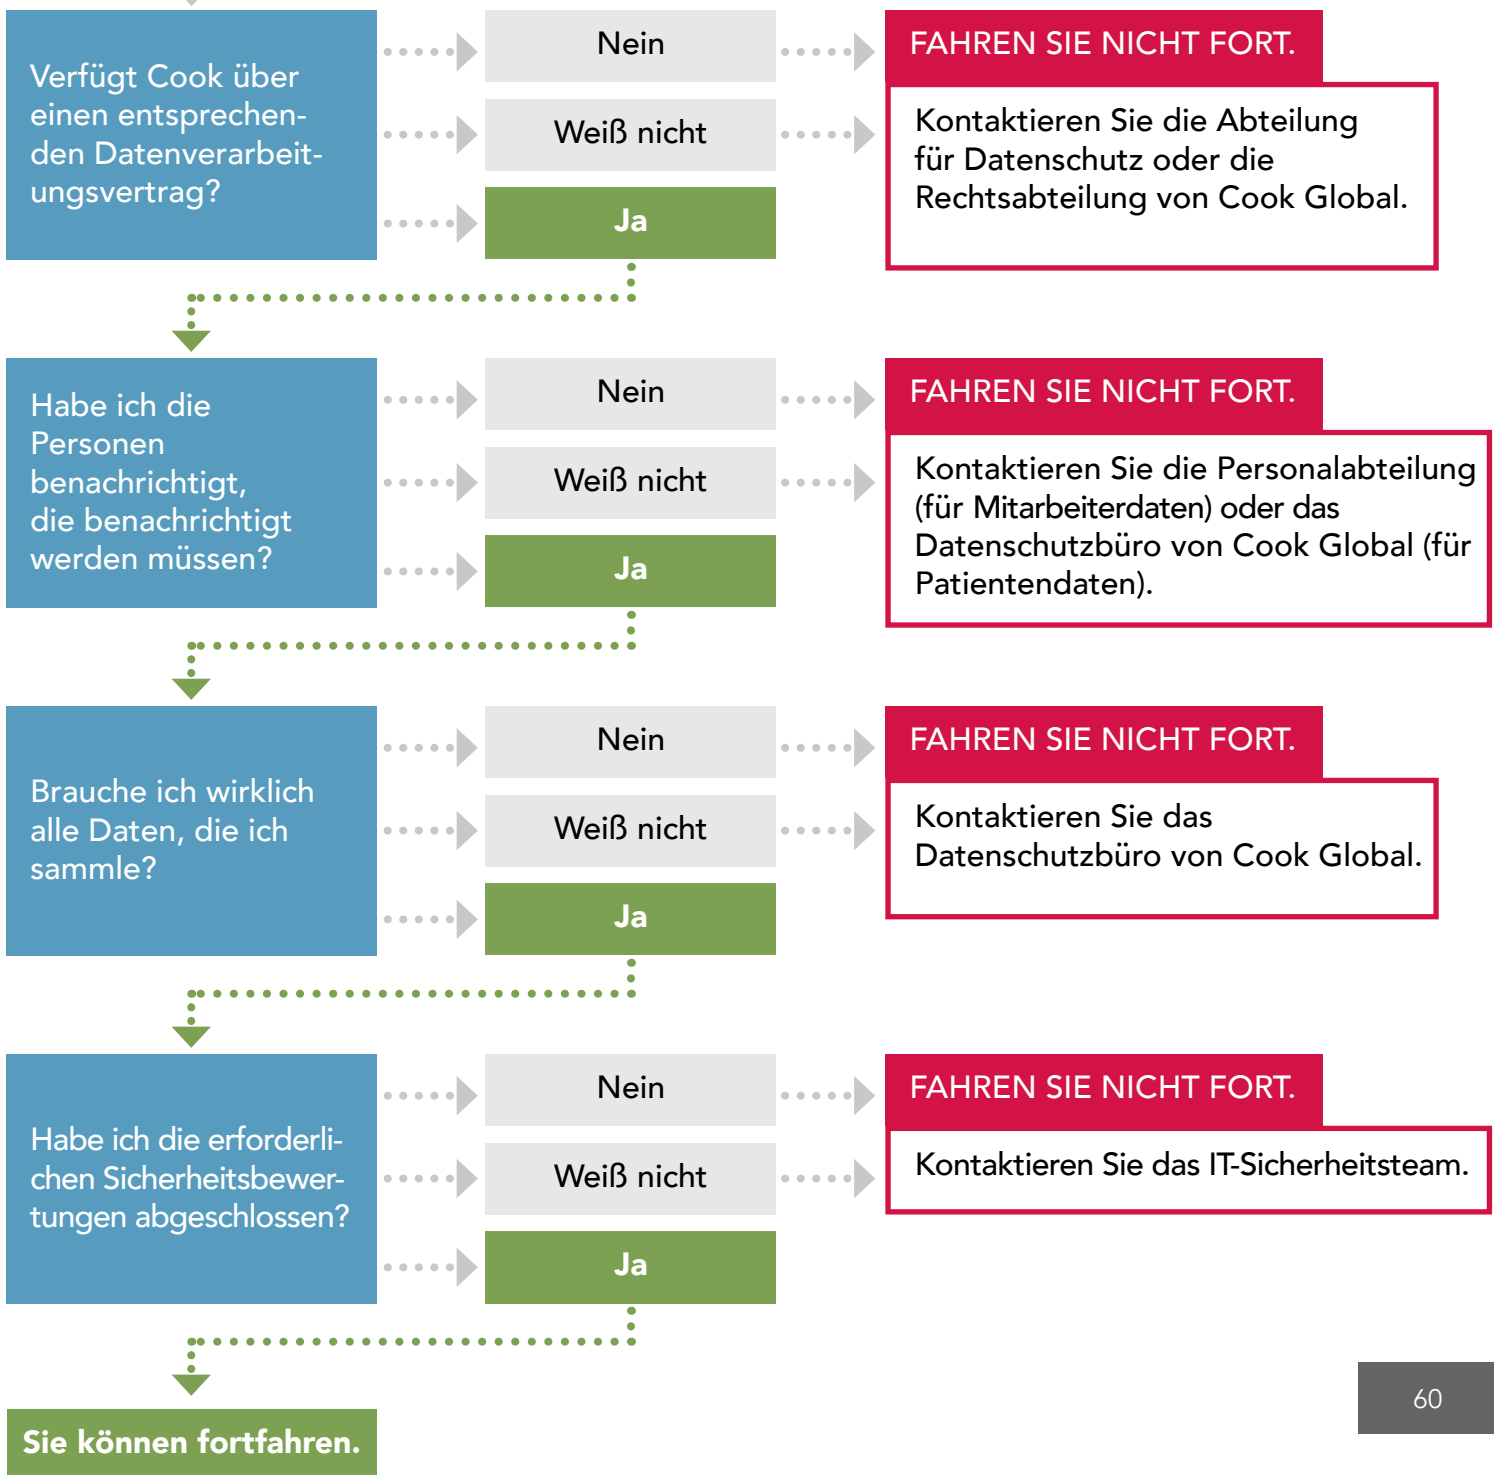 Verfügt Cook über
einen entsprechen-
den Datenverarbeit-
ungsvertrag?
Nein
Weiß nicht
Ja
FAHREN SIE NICHT FORT.
Kontaktieren Sie die Abteilung
für Datenschutz oder die
Rechtsabteilung von Cook Global.
Habe ich die
Personen
benachrichtigt,
die benachrichtigt
werden müssen?
Nein
Weiß nicht
Ja
FAHREN SIE NICHT FORT.
Kontaktieren Sie die Personalabteilung
(für Mitarbeiterdaten) oder das
Datenschutzbüro von Cook Global (für
Patientendaten).
Brauche ich wirklich
alle Daten, die ich
sammle?
Nein
Weiß nicht
Ja
FAHREN SIE NICHT FORT.
Kontaktieren Sie das
Datenschutzbüro von Cook Global.
Habe ich die erforderli-
chen Sicherheitsbewer-
tungen abgeschlossen?
Nein
Weiß nicht
Ja
FAHREN SIE NICHT FORT.
Kontaktieren Sie das IT-Sicherheitsteam.
Sie können fortfahren.
60